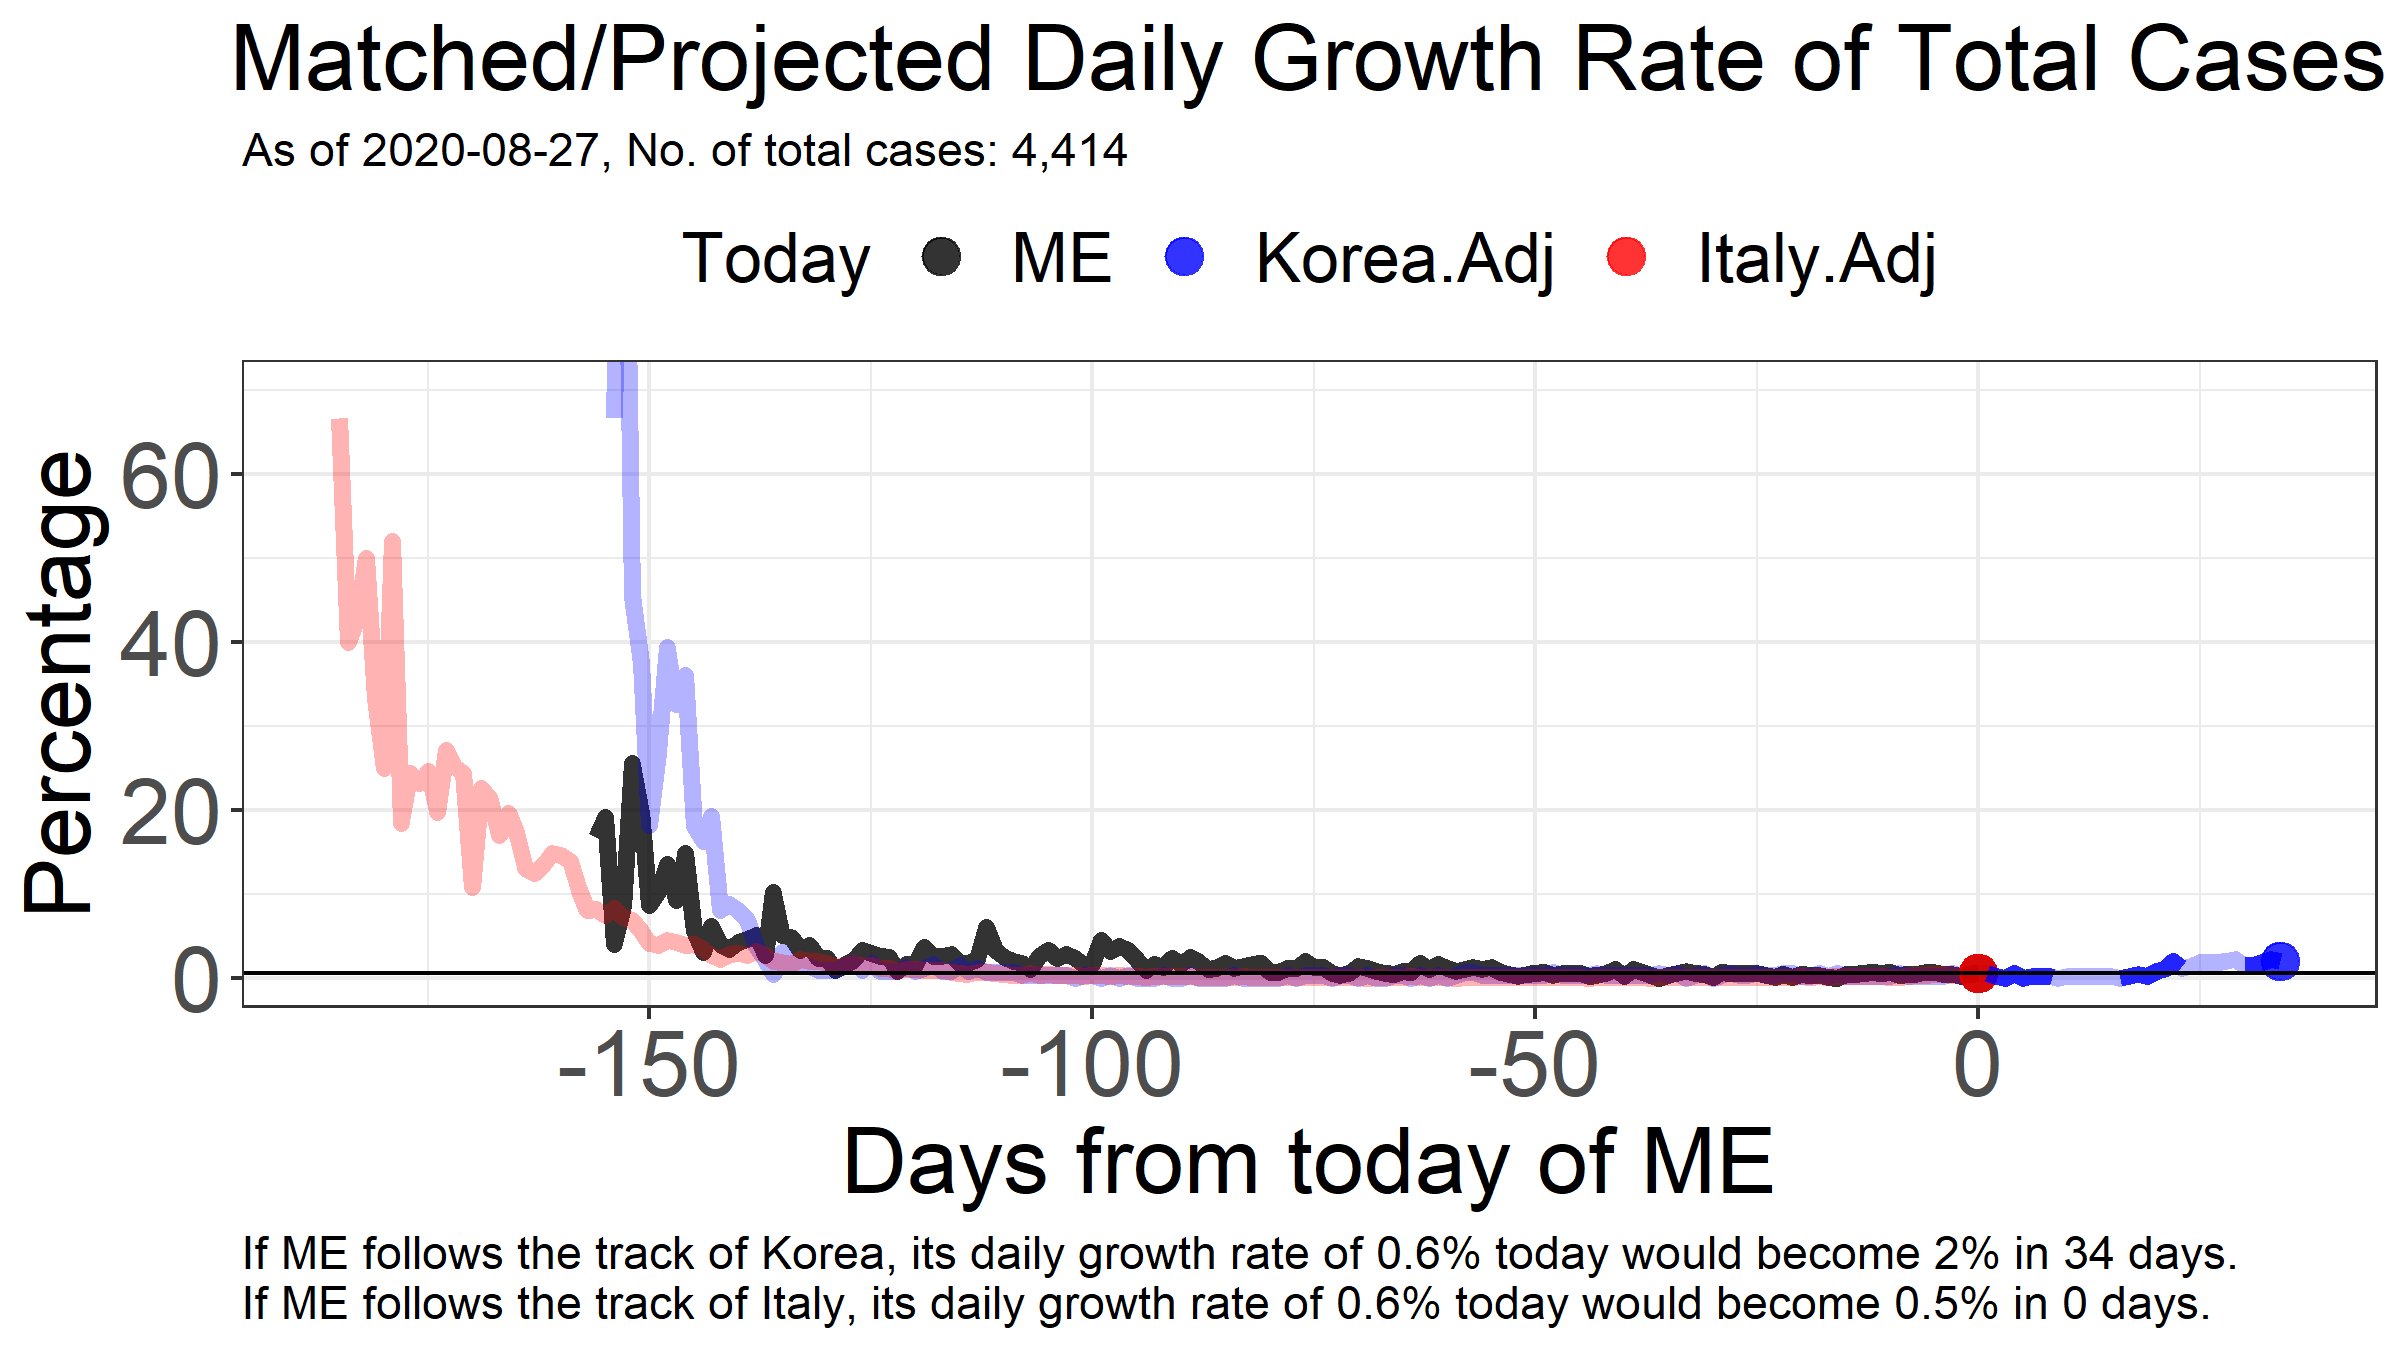 Matched/Projected Daily Growth Rate of Total Cases
As of 2020-08-27, No. of total cases: 4,414
Today ME Korea.Adj Italy.Adj
Percentage
60
40
20
0
-150 -100 -50 0
Days from today of ME
If ME follows the track of Korea, its daily growth rate of 0.6% today would become 2% in 34 days.
If ME follows the track of Italy, its daily growth rate of 0.6% today would become 0.5% in 0 days.